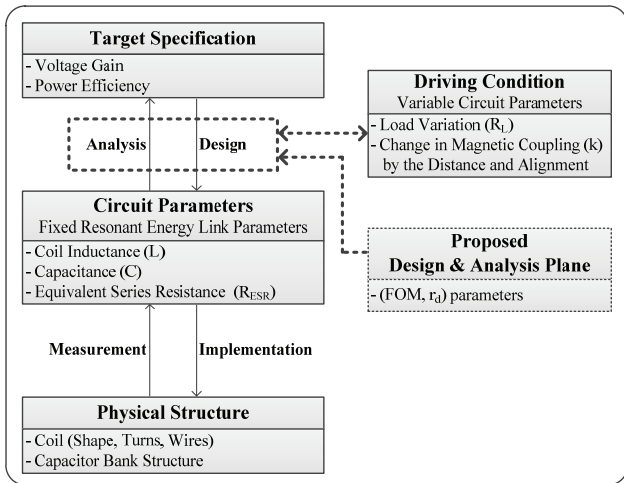 Target Specification
- Voltage Gain
- Power Efficiency
Analysis
Design
Driving Condition
Variable Circuit Parameters
- Load Variation (RL)
- Change in Magnetic Coupling (k)
by the Distance and Alignment
Circuit Parameters
Fixed Resonant Energy Link Parameters
- Coil Inductance (L)
- Capacitance (C)
- Equivalent Series Resistance (RESR)
Proposed
Design & Analysis Plane
- (FOM, rd) parameters
Measurement
Implementation
Physical Structure
- Coil (Shape, Turns, Wires)
- Capacitor Bank Structure